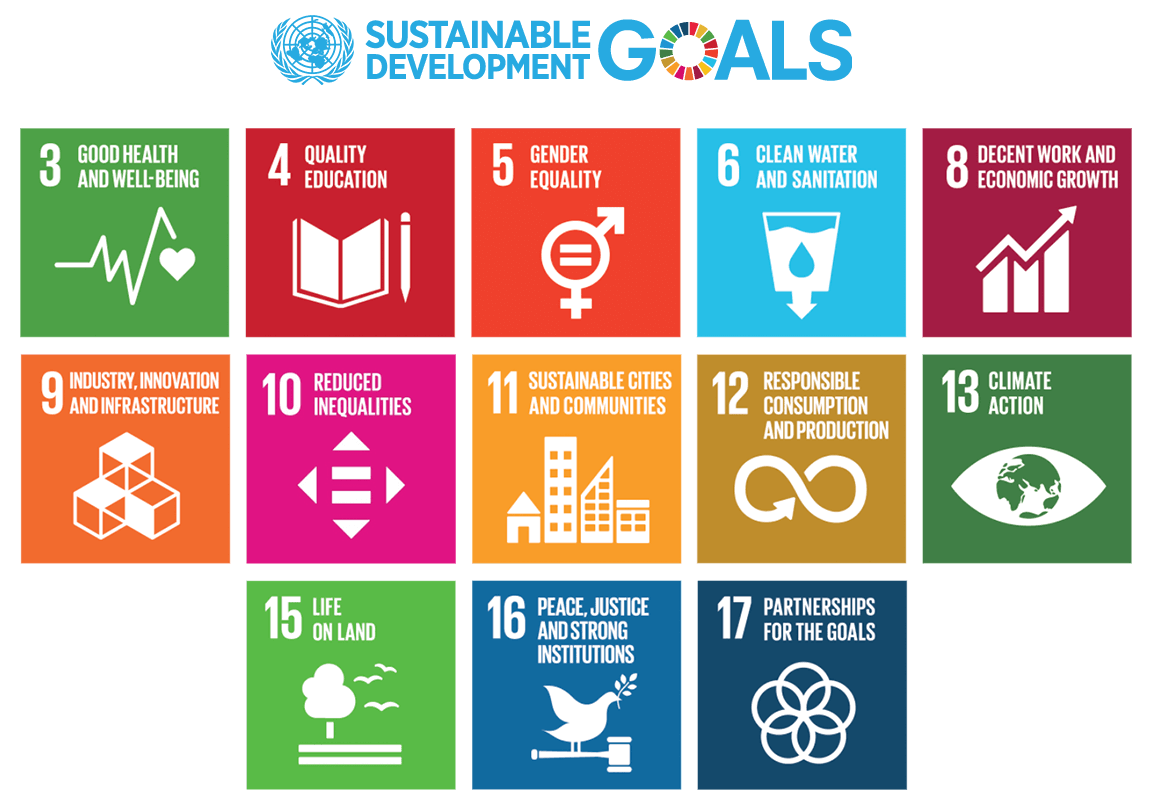 SUSTAINABLE
DEVELOPMENT
GOALS
3
GOOD HEALTH
AND WELL-BEING
4
QUALITY
EDUCATION
5
GENDER
EQUALITY
6
CLEAN WATER
AND SANITATION
8
DECENT WORK AND
ECONOMIC GROWTH
9
INDUSTRY, INNOVATION
AND INFRASTRUCTURE
10
REDUCED
INEQUALITIES
11
SUSTAINABLE CITIES
AND COMMUNITIES
12
RESPONSIBLE
CONSUMPTION
AND PRODUCTION
13
CLIMATE
ACTION
15
LIFE
ON LAND
16
PEACE, JUSTICE
AND STRONG
INSTITUTIONS
17
PARTNERSHIPS
FOR THE GOALS